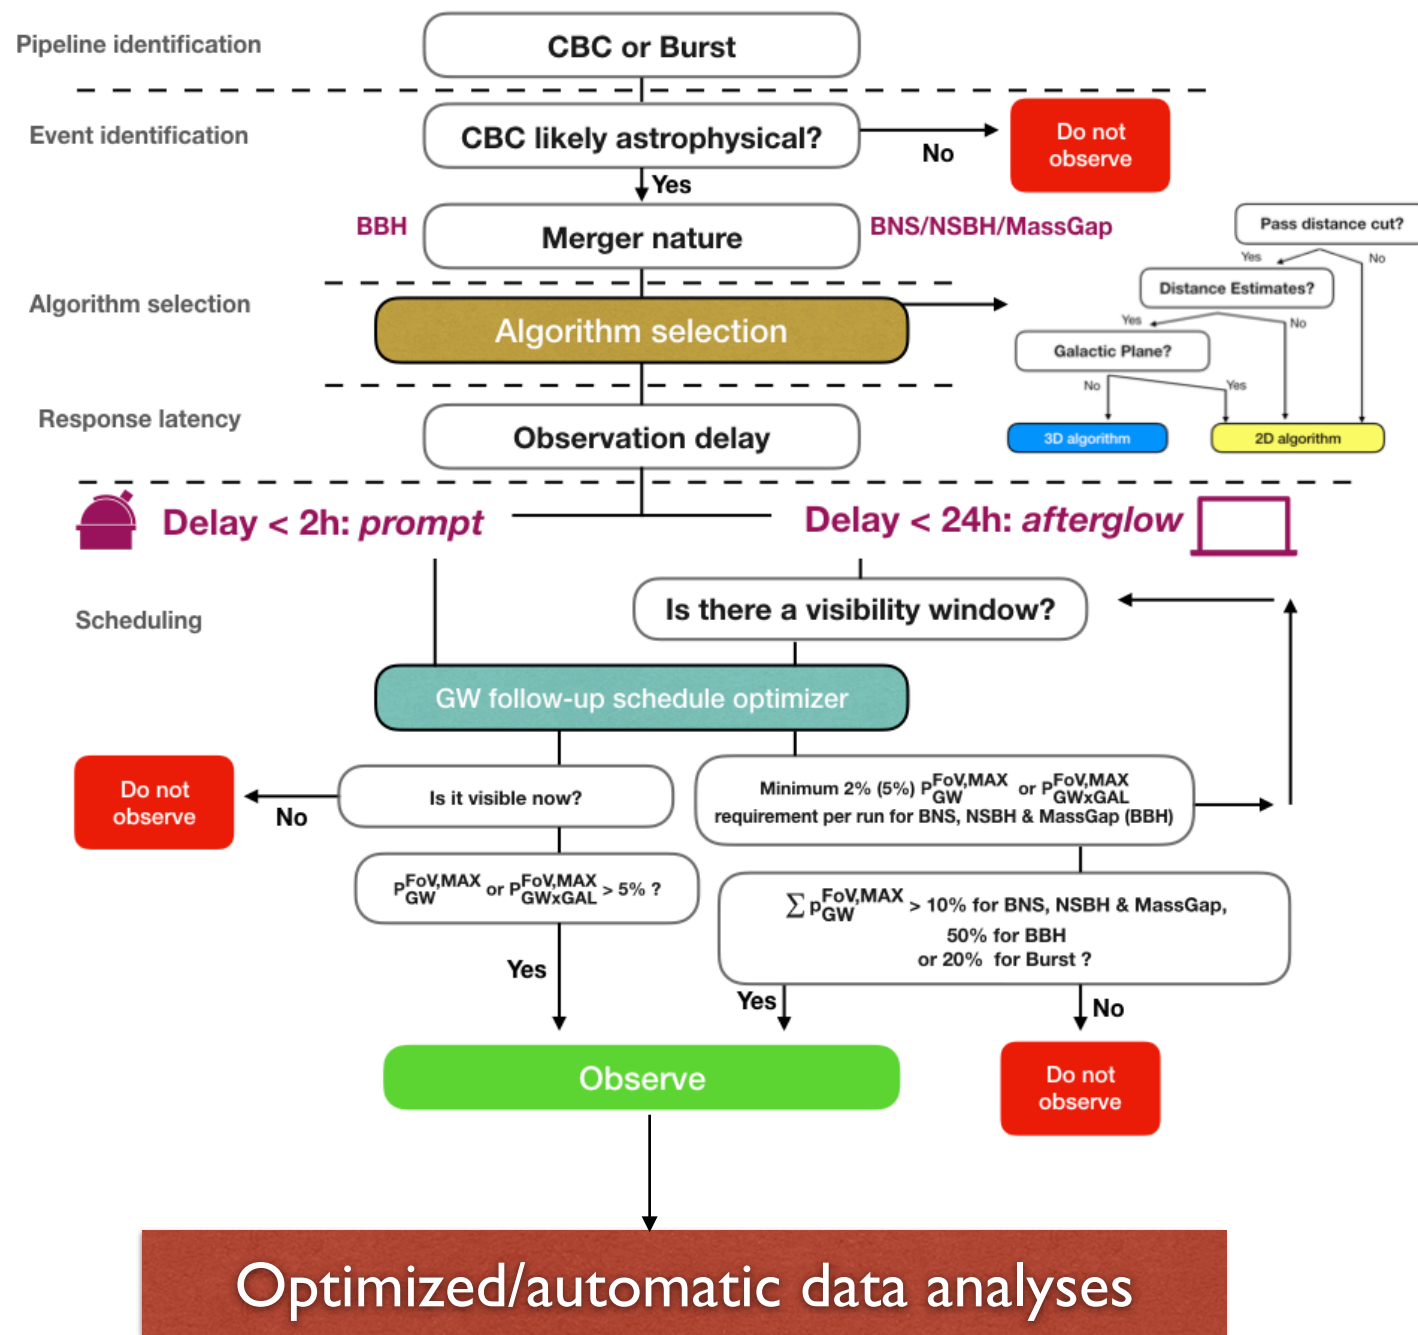 Pipeline identification
CBC or Burst
Event identification
CBC likely astrophysical?
No
Do not
observe
Yes
BBH
Merger nature
BNS/NSBH/MassGap
Pass distance cut?
Yes
No
Distance Estimates?
Yes
No
Galactic Plane?
No
Yes
3D algorithm
2D algorithm
Algorithm selection
Algorithm selection
Response latency
Observation delay
Delay < 2h: prompt
Delay < 24h: afterglow
Scheduling
Is there a visibility window?
GW follow-up schedule optimizer
Do not
observe
No
Is it visible now?
Minimum 2% (5%) P_GW^FoV,MAX or P_GWxGAL^FoV,MAX
requirement per run for BNS, NSBH & MassGap (BBH)
P_GW^FoV,MAX or P_GWxGAL^FoV,MAX > 5% ?
∑ p_GW^FoV,MAX > 10% for BNS, NSBH & MassGap,
50% for BBH
or 20% for Burst ?
Yes
Yes
No
Observe
Do not
observe
Optimized/automatic data analyses